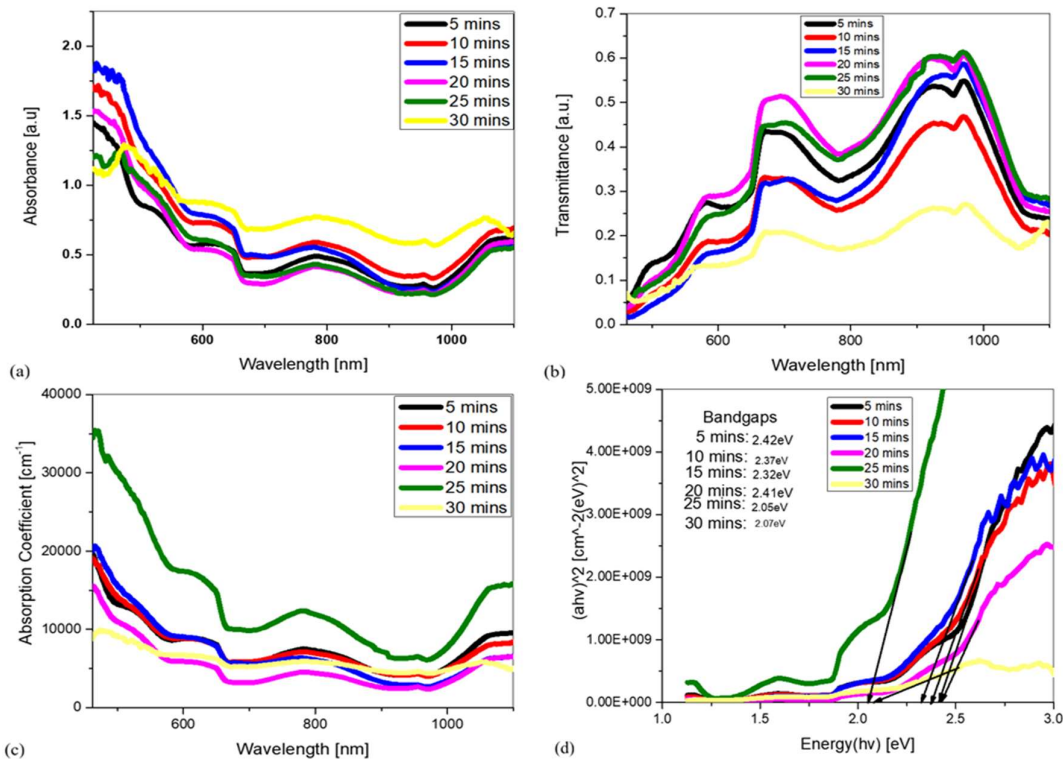 Absorbance [a.u]
2.0
1.5
1.0
0.5
0.0
600
800
1000
Wavelength [nm]
5 mins
10 mins
15 mins
20 mins
25 mins
30 mins
(a)
Transmittance [a.u.]
0.7
0.6
0.5
0.4
0.3
0.2
0.1
0.0
600
800
1000
Wavelength [nm]
5 mins
10 mins
15 mins
20 mins
25 mins
30 mins
(b)
Absorption Coefficient [cm-1]
40000
30000
20000
10000
0
600
800
1000
Wavelength [nm]
5 mins
10 mins
15 mins
20 mins
25 mins
30 mins
(c)
(ahv)^2 [cm^-2(eV)^2]
5.00E+009
4.00E+009
3.00E+009
2.00E+009
1.00E+009
0.00E+000
1.0
1.5
2.0
2.5
3.0
Energy(hv) [eV]
Bandgaps
5 mins: 2.42eV
10 mins: 2.37eV
15 mins: 2.32eV
20 mins: 2.41eV
25 mins: 2.05eV
30 mins: 2.07eV
5 mins
10 mins
15 mins
20 mins
25 mins
30 mins
(d)